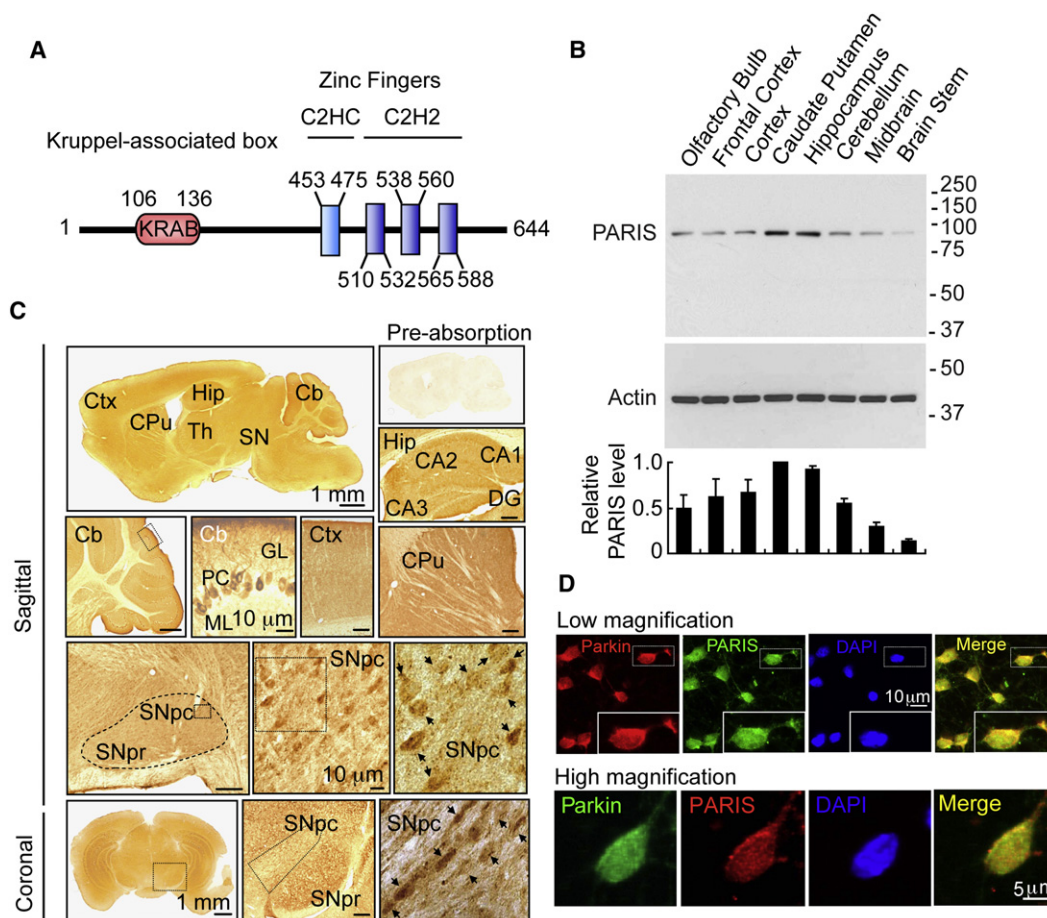 A
Zinc Fingers
C2HC C2H2
Kruppel-associated box
453 475 538 560
106 136
1 KRAB 644
510 532 565 588
B
Olfactory Bulb
Frontal Cortex
Cortex
Caudate Putamen
Hippocampus
Cerebellum
Midbrain
Brain Stem
PARIS
- 250
- 150
- 100
- 75
- 50
- 37
Actin
- 50
- 37
Relative
PARIS level
1.0
0.5
0
C
Pre-absorption
Sagittal
Ctx Hip Cb
CPu Th SN
1 mm
Hip CA2 CA1
CA3 DG
Cb
Cb GL
PC
ML 10 μm
Ctx
CPu
SNpc
SNpr
SNpc
10 μm
SNpc
Coronal
1 mm
SNpc
SNpr
SNpc
D
Low magnification
Parkin PARIS DAPI Merge
10 μm
High magnification
Parkin PARIS DAPI Merge
5 μm